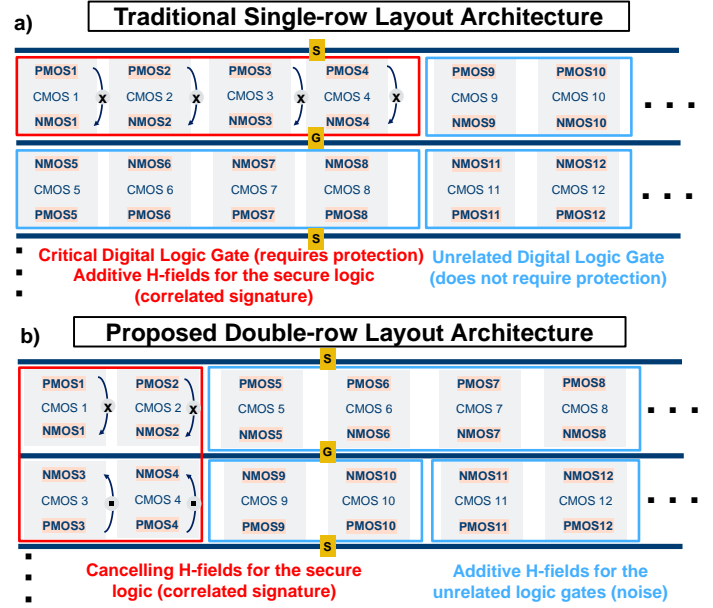 a) Traditional Single-row Layout Architecture
S
PMOS1 PMOS2 PMOS3 PMOS4 PMOS9 PMOS10
CMOS 1 X CMOS 2 X CMOS 3 X CMOS 4 X CMOS 9 CMOS 10
NMOS1 NMOS2 NMOS3 NMOS4 NMOS9 NMOS10
G
NMOS5 NMOS6 NMOS7 NMOS8 NMOS11 NMOS12
CMOS 5 CMOS 6 CMOS 7 CMOS 8 CMOS 11 CMOS 12
PMOS5 PMOS6 PMOS7 PMOS8 PMOS11 PMOS12
S
Critical Digital Logic Gate (requires protection)
Additive H-fields for the secure logic
(correlated signature)
Unrelated Digital Logic Gate
(does not require protection)
b) Proposed Double-row Layout Architecture
S
PMOS1 PMOS2 PMOS5 PMOS6 PMOS7 PMOS8
CMOS 1 X CMOS 2 X CMOS 5 CMOS 6 CMOS 7 CMOS 8
NMOS1 NMOS2 NMOS5 NMOS6 NMOS7 NMOS8
G
NMOS3 NMOS4 NMOS9 NMOS10 NMOS11 NMOS12
CMOS 3 CMOS 4 CMOS 9 CMOS 10 CMOS 11 CMOS 12
PMOS3 PMOS4 PMOS9 PMOS10 PMOS11 PMOS12
S
Cancelling H-fields for the secure
logic (correlated signature)
Additive H-fields for the
unrelated logic gates (noise)